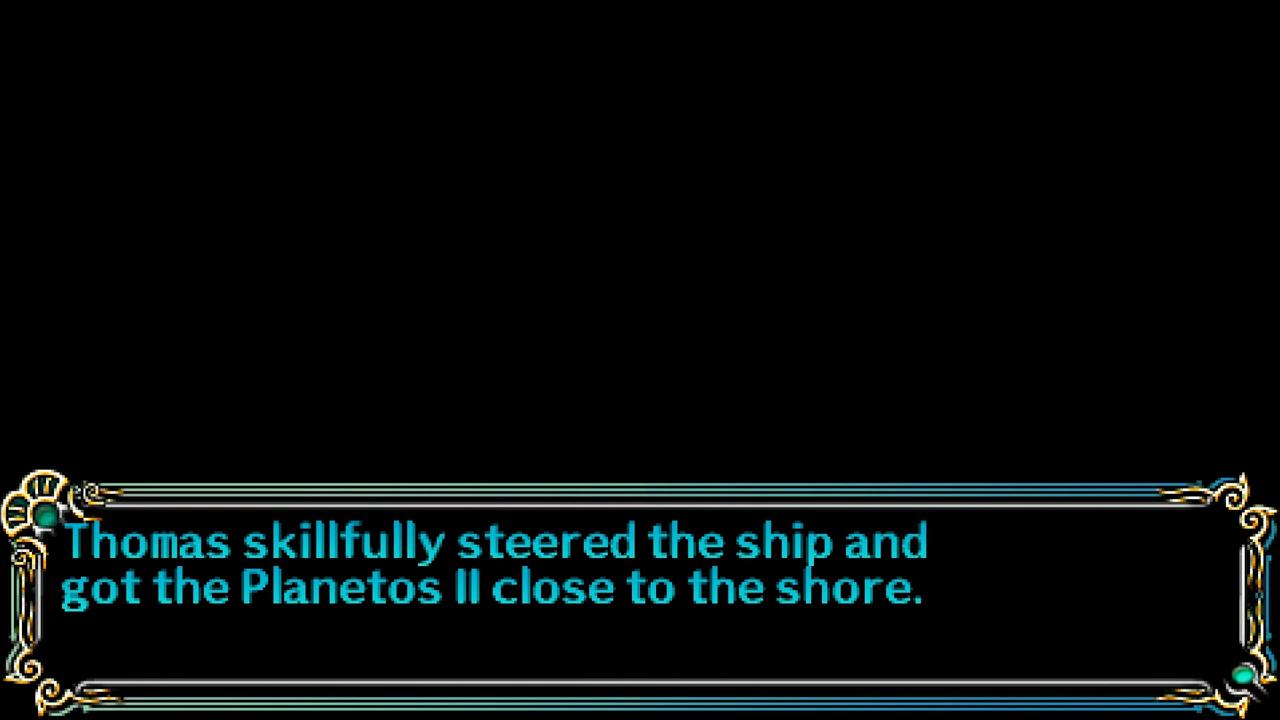 Thomas skillfully steered the ship and
got the Planetos II close to the shore.